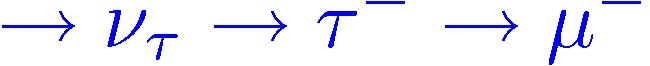 → ν_τ → τ⁻ → μ⁻